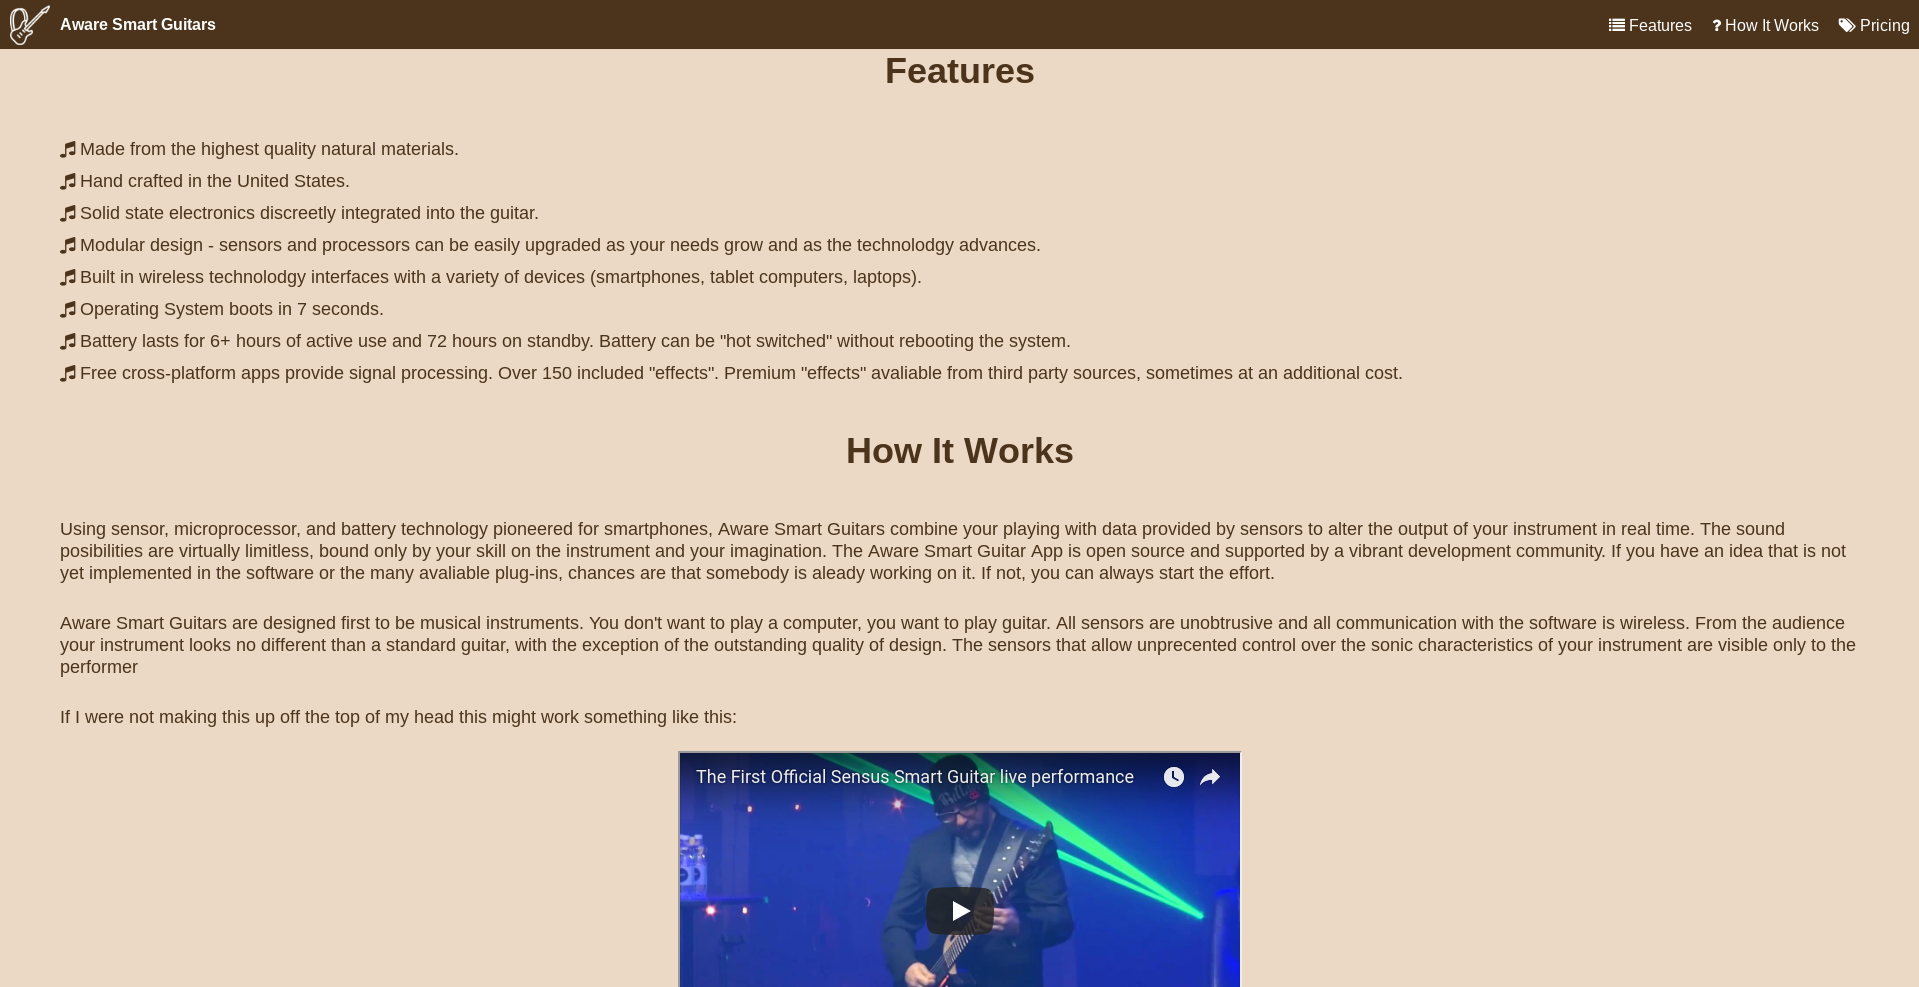 Aware Smart Guitars
Features
? How It Works
Pricing
Features
Made from the highest quality natural materials.
Hand crafted in the United States.
Solid state electronics discreetly integrated into the guitar.
Modular design - sensors and processors can be easily upgraded as your needs grow and as the technolodgy advances.
Built in wireless technolodgy interfaces with a variety of devices (smartphones, tablet computers, laptops).
Operating System boots in 7 seconds.
Battery lasts for 6+ hours of active use and 72 hours on standby. Battery can be "hot switched" without rebooting the system.
Free cross-platform apps provide signal processing. Over 150 included "effects". Premium "effects" avaliable from third party sources, sometimes at an additional cost.
How It Works
Using sensor, microprocessor, and battery technology pioneered for smartphones, Aware Smart Guitars combine your playing with data provided by sensors to alter the output of your instrument in real time. The sound
posibilities are virtually limitless, bound only by your skill on the instrument and your imagination. The Aware Smart Guitar App is open source and supported by a vibrant development community. If you have an idea that is not
yet implemented in the software or the many avaliable plug-ins, chances are that somebody is aleady working on it. If not, you can always start the effort.
Aware Smart Guitars are designed first to be musical instruments. You don't want to play a computer, you want to play guitar. All sensors are unobtrusive and all communication with the software is wireless. From the audience
your instrument looks no different than a standard guitar, with the exception of the outstanding quality of design. The sensors that allow unprecented control over the sonic characteristics of your instrument are visible only to the
performer
If I were not making this up off the top of my head this might work something like this:
The First Official Sensus Smart Guitar live performance